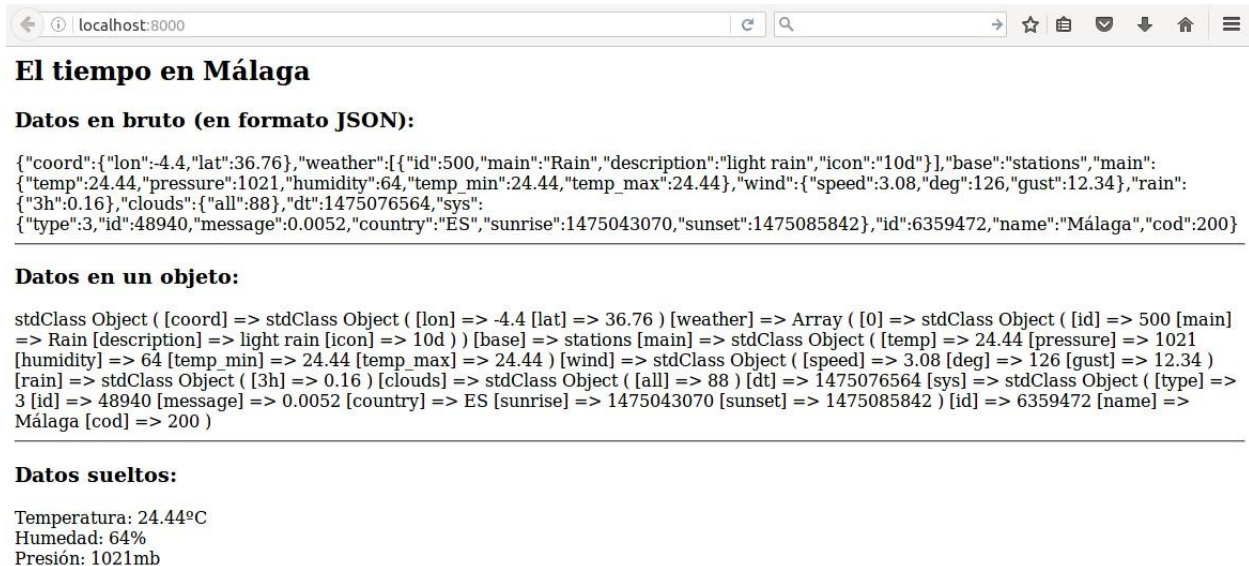 localhost:8000
El tiempo en Málaga
Datos en bruto (en formato JSON):
{"coord":{"lon":-4.4,"lat":36.76},"weather":[{"id":500,"main":"Rain","description":"light rain","icon":"10d"}],"base":"stations","main":
{"temp":24.44,"pressure":1021,"humidity":64,"temp_min":24.44,"temp_max":24.44},"wind":{"speed":3.08,"deg":126,"gust":12.34},"rain":
{"3h":0.16},"clouds":{"all":88},"dt":1475076564,"sys":
{"type":3,"id":48940,"message":0.0052,"country":"ES","sunrise":1475043070,"sunset":1475085842},"id":6359472,"name":"Málaga","cod":200}
Datos en un objeto:
stdClass Object ( [coord] => stdClass Object ( [lon] => -4.4 [lat] => 36.76 ) [weather] => Array ( [0] => stdClass Object ( [id] => 500 [main]
=> Rain [description] => light rain [icon] => 10d ) ) [base] => stations [main] => stdClass Object ( [temp] => 24.44 [pressure] => 1021
[humidity] => 64 [temp_min] => 24.44 [temp_max] => 24.44 ) [wind] => stdClass Object ( [speed] => 3.08 [deg] => 126 [gust] => 12.34 )
[rain] => stdClass Object ( [3h] => 0.16 ) [clouds] => stdClass Object ( [all] => 88 ) [dt] => 1475076564 [sys] => stdClass Object ( [type] =>
3 [id] => 48940 [message] => 0.0052 [country] => ES [sunrise] => 1475043070 [sunset] => 1475085842 ) [id] => 6359472 [name] =>
Málaga [cod] => 200 )
Datos sueltos:
Temperatura: 24.44ºC
Humedad: 64%
Presión: 1021mb